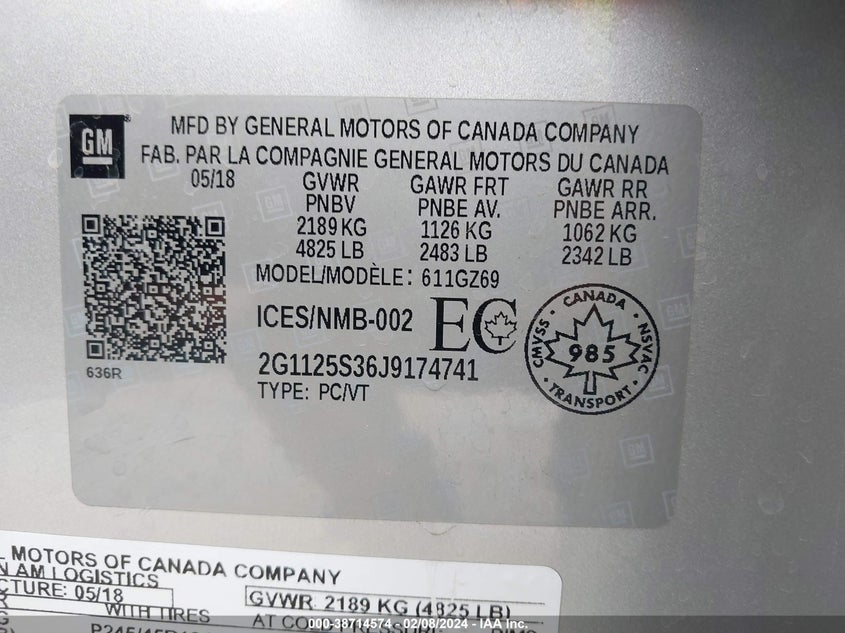 GM
MFD BY GENERAL MOTORS OF CANADA COMPANY
FAB. PAR LA COMPAGNIE GENERAL MOTORS DU CANADA
05/18 GVWR GAWR FRT GAWR RR
PNBV PNBE AV. PNBE ARR.
2189 KG 1126 KG 1062 KG
4825 LB 2483 LB 2342 LB
MODEL/MODÈLE: 611GZ69
ICES/NMB-002 EC
CANADA
CMVSS 985 NSVAC
TRANSPORT
636R
2G1125S36J9174741
TYPE: PC/VT
MOTORS OF CANADA COMPANY
AM LOGISTICS
CTURE: 05/18 GVWR 2189 KG (4825 LB)
WITH TIRES AT COLD PRESSURE RIMS
©2024 - 38714574 - 02/08/2024 - IAA Inc.